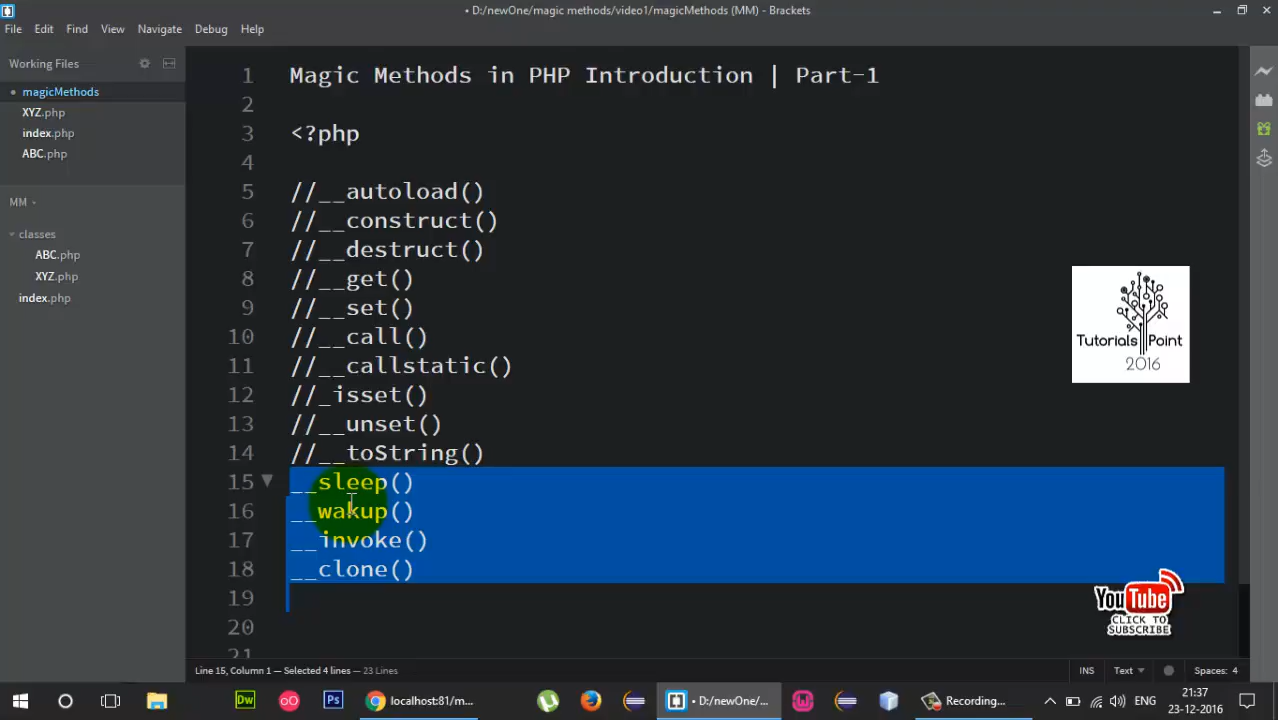 • D:/newOne/magic methods/video1/magicMethods (MM) - Brackets
File Edit Find View Navigate Debug Help
Working Files
• magicMethods
XYZ.php
index.php
ABC.php
MM
classes
ABC.php
XYZ.php
index.php
1 Magic Methods in PHP Introduction | Part-1
2
3 <?php
4
5 //__autoload()
6 //__construct()
7 //__destruct()
8 //__get()
9 //__set()
10 //__call()
11 //__callstatic()
12 //_isset()
13 //__unset()
14 //__toString()
15 __sleep()
16 __wakup()
17 __invoke()
18 __clone()
19
20
21
TutorialsPoint
2016
YouTube
CLICK TO
SUBSCRIBE
Line 15, Column 1 — Selected 4 lines — 23 Lines
INS Text Spaces: 4
Dw Ps localhost:81/m... • D:/newOne/... Recording... ENG
21:37
23-12-2016